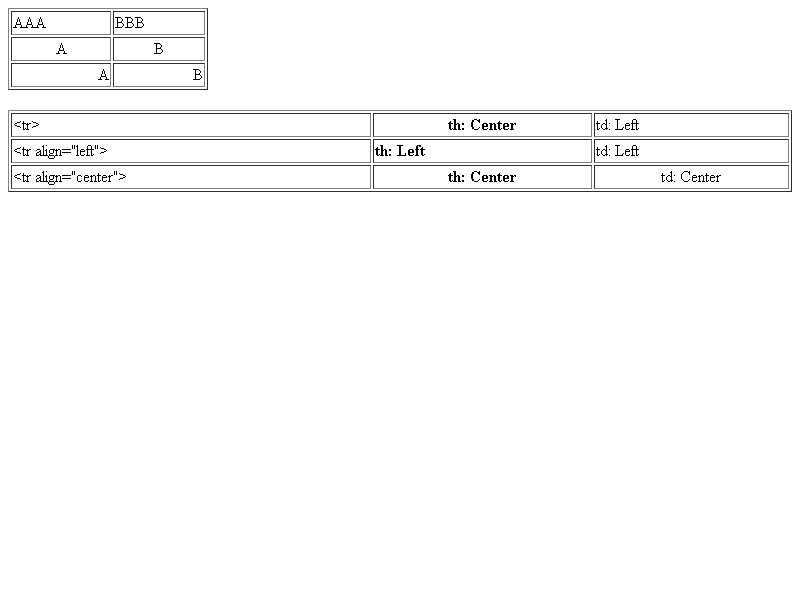 AAA BBB
A B
A B
<tr> th: Center td: Left
<tr align="left"> th: Left td: Left
<tr align="center"> th: Center td: Center